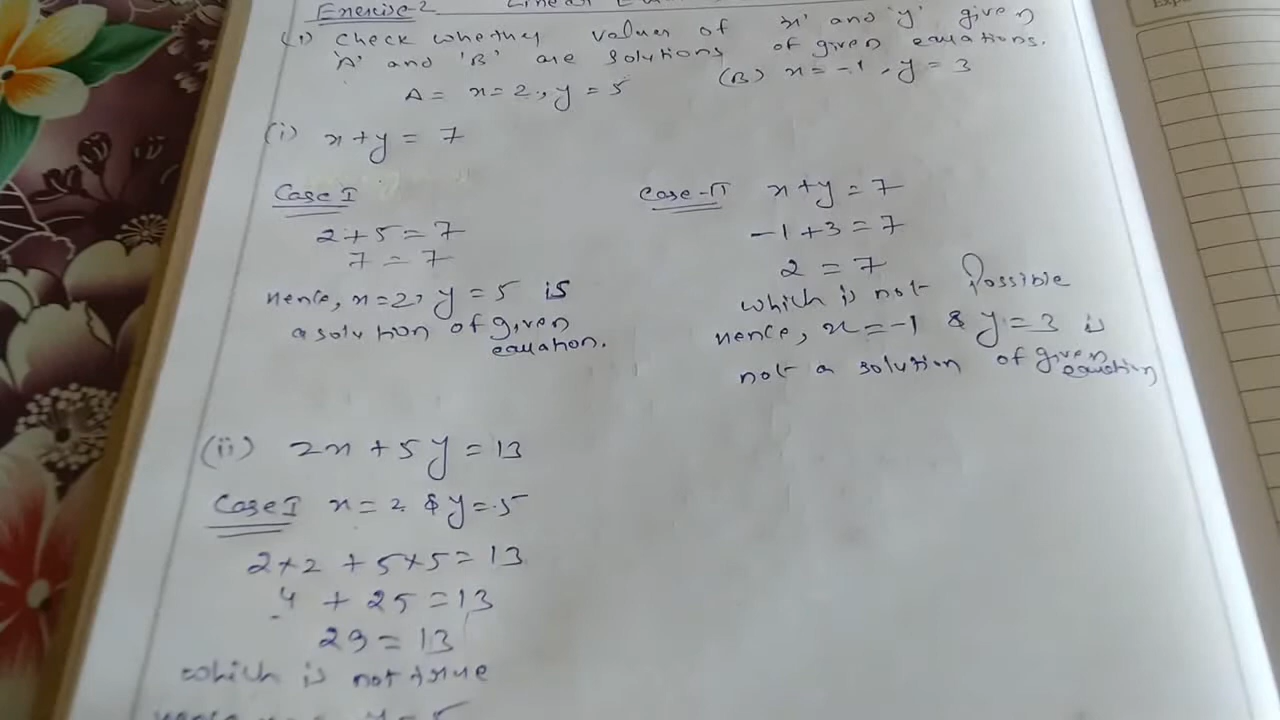 Exercise-2 Linear
(1) Check whether values of 'x' and 'y' given
'A' and 'B' are solutions of given equations.
A = x = 2, y = 5 (B) x = -1, y = 3
(i) x + y = 7
Case I
2 + 5 = 7
7 = 7
Hence, x = 2, y = 5 is
a solution of given
equation.
Case-II x + y = 7
-1 + 3 = 7
2 = 7
which is not Possible
Hence, x = -1 & y = 3 is
not a solution of given
equation
(ii) 2x + 5y = 13
Case I x = 2 & y = 5
2 × 2 + 5 × 5 = 13
4 + 25 = 13
29 = 13
which is not true
y = 5